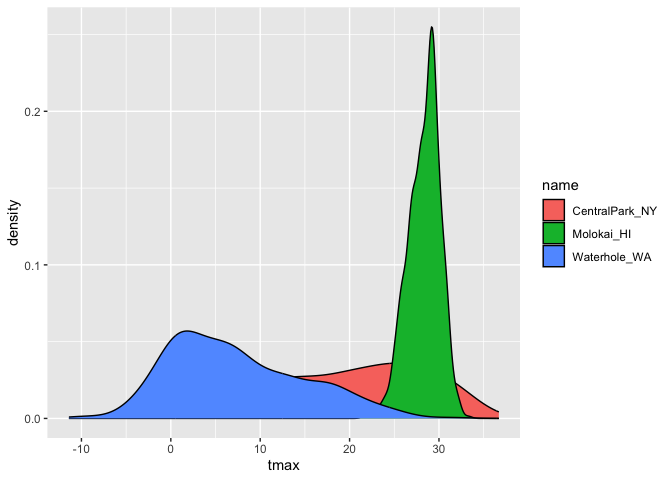 0.2
0.1
0.0
density
-10 0 10 20 30
tmax
name
CentralPark_NY
Molokai_HI
Waterhole_WA